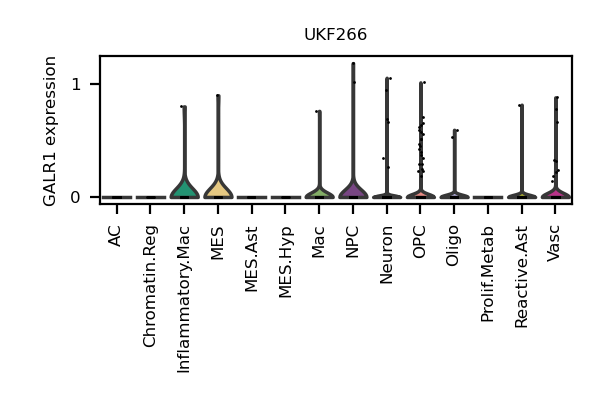 UKF266
GALR1 expression
1
0
AC
Chromatin.Reg
Inflammatory.Mac
MES
MES.Ast
MES.Hyp
Mac
NPC
Neuron
OPC
Oligo
Prolif.Metab
Reactive.Ast
Vasc